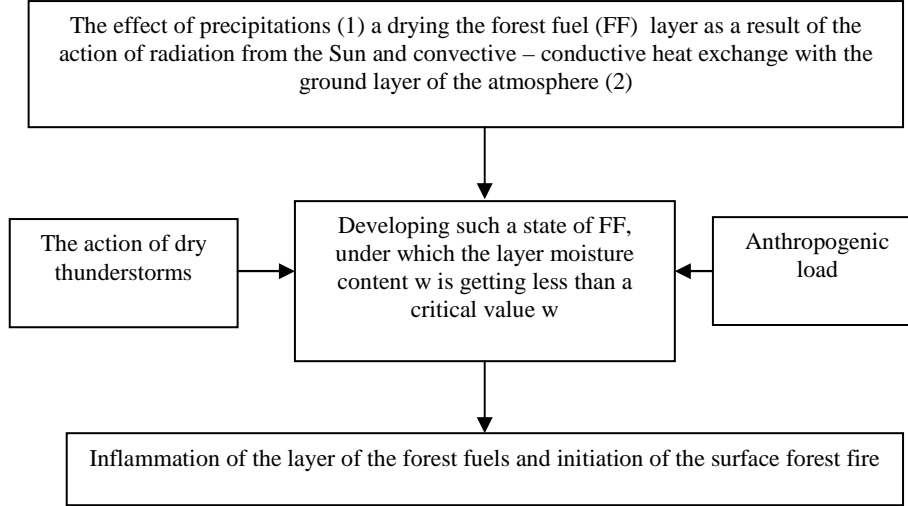 The effect of precipitations (1) a drying the forest fuel (FF) layer as a result of the
action of radiation from the Sun and convective – conductive heat exchange with the
ground layer of the atmosphere (2)
The action of dry
thunderstorms
Developing such a state of FF,
under which the layer moisture
content w is getting less than a
critical value w
Anthropogenic
load
Inflammation of the layer of the forest fuels and initiation of the surface forest fire